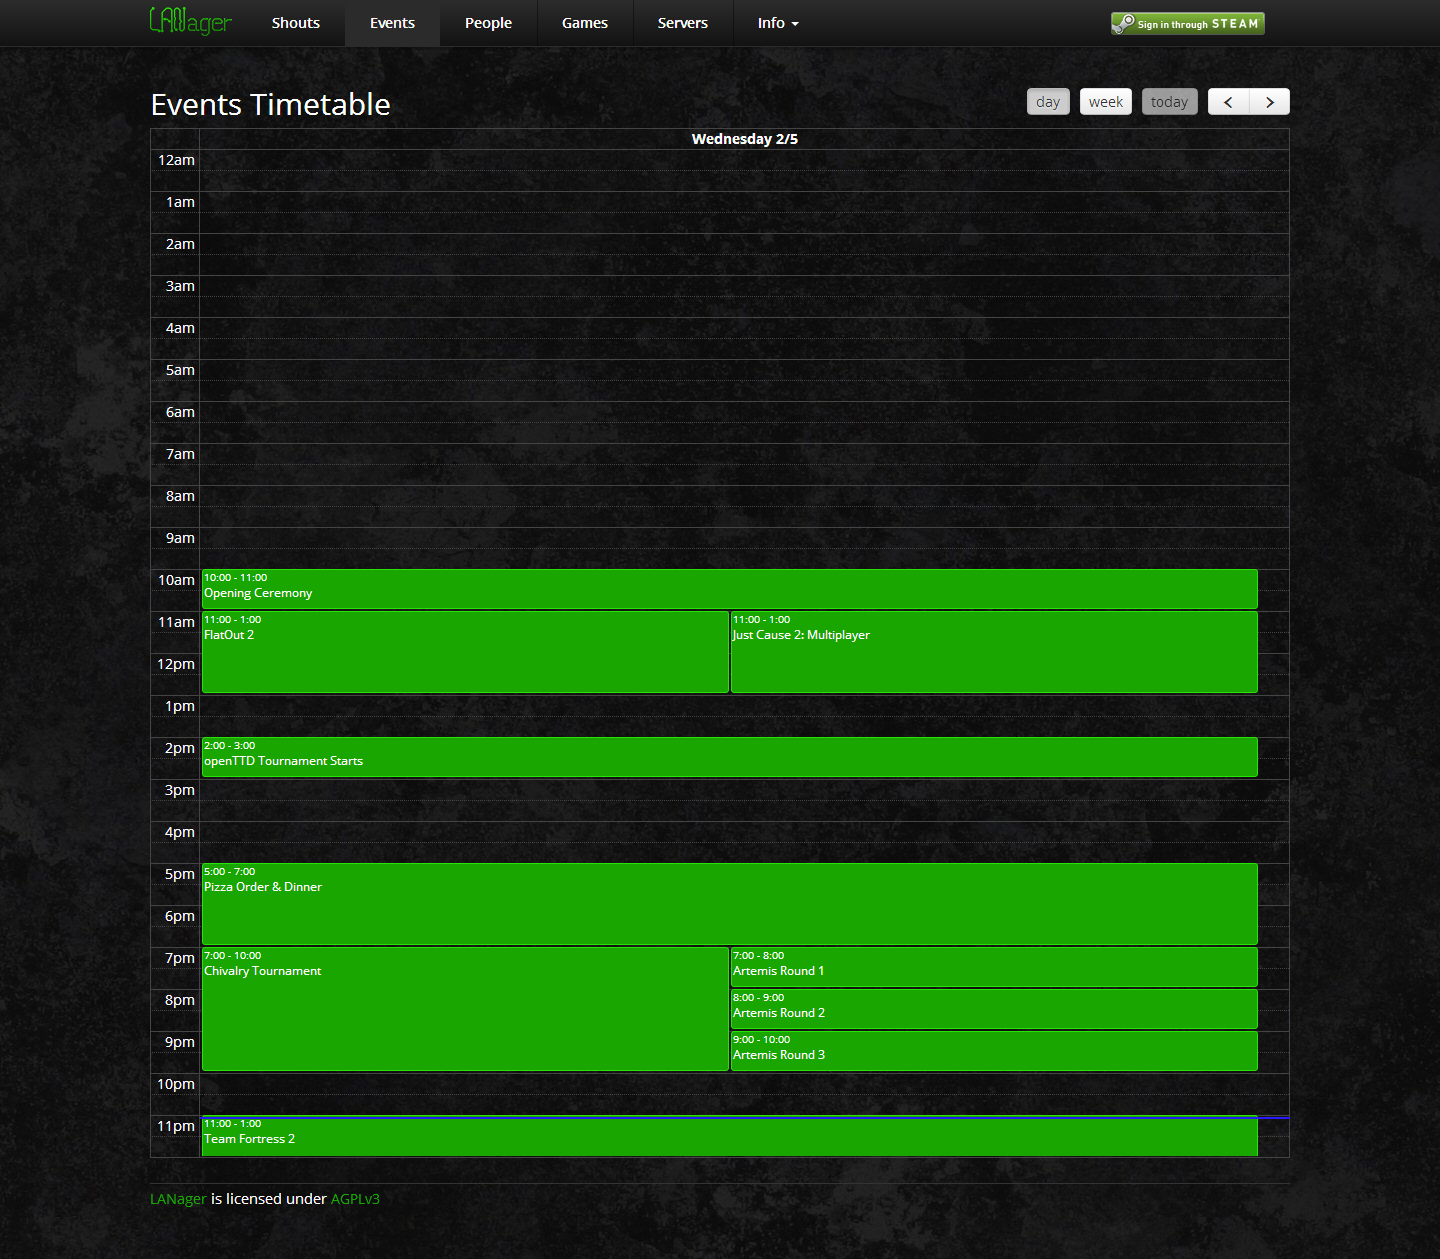 LANager Shouts Events People Games Servers Info Sign in through STEAM
Events Timetable day week today
Wednesday 2/5
12am
1am
2am
3am
4am
5am
6am
7am
8am
9am
10am
10:00 - 11:00
Opening Ceremony
11am
11:00 - 1:00
FlatOut 2
11:00 - 1:00
Just Cause 2: Multiplayer
12pm
1pm
2pm
2:00 - 3:00
openTTD Tournament Starts
3pm
4pm
5pm
5:00 - 7:00
Pizza Order & Dinner
6pm
7pm
7:00 - 10:00
Chivalry Tournament
7:00 - 8:00
Artemis Round 1
8pm
8:00 - 9:00
Artemis Round 2
9pm
9:00 - 10:00
Artemis Round 3
10pm
11pm
11:00 - 1:00
Team Fortress 2
LANager is licensed under AGPLv3